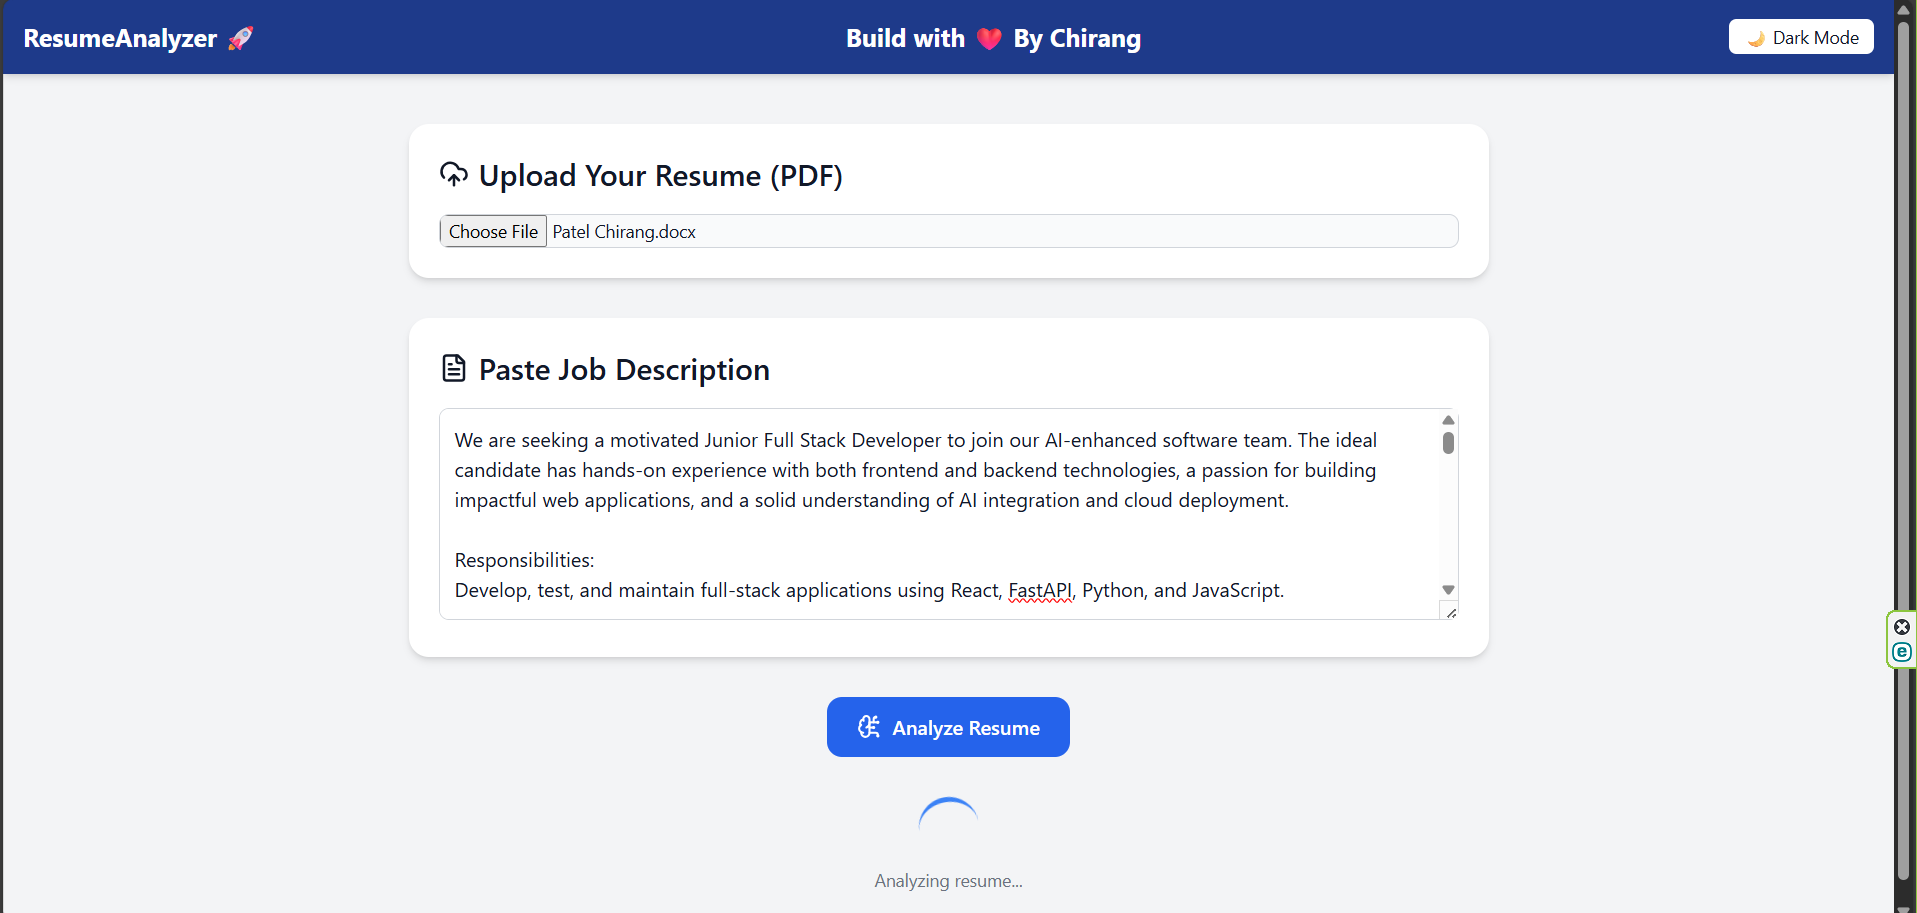 ResumeAnalyzer 🚀
Build with ❤️ By Chirang
🌙 Dark Mode
Upload Your Resume (PDF)
Choose File Patel Chirang.docx
Paste Job Description
We are seeking a motivated Junior Full Stack Developer to join our AI-enhanced software team. The ideal
candidate has hands-on experience with both frontend and backend technologies, a passion for building
impactful web applications, and a solid understanding of AI integration and cloud deployment.
Responsibilities:
Develop, test, and maintain full-stack applications using React, FastAPI, Python, and JavaScript.
Analyze Resume
Analyzing resume...
e